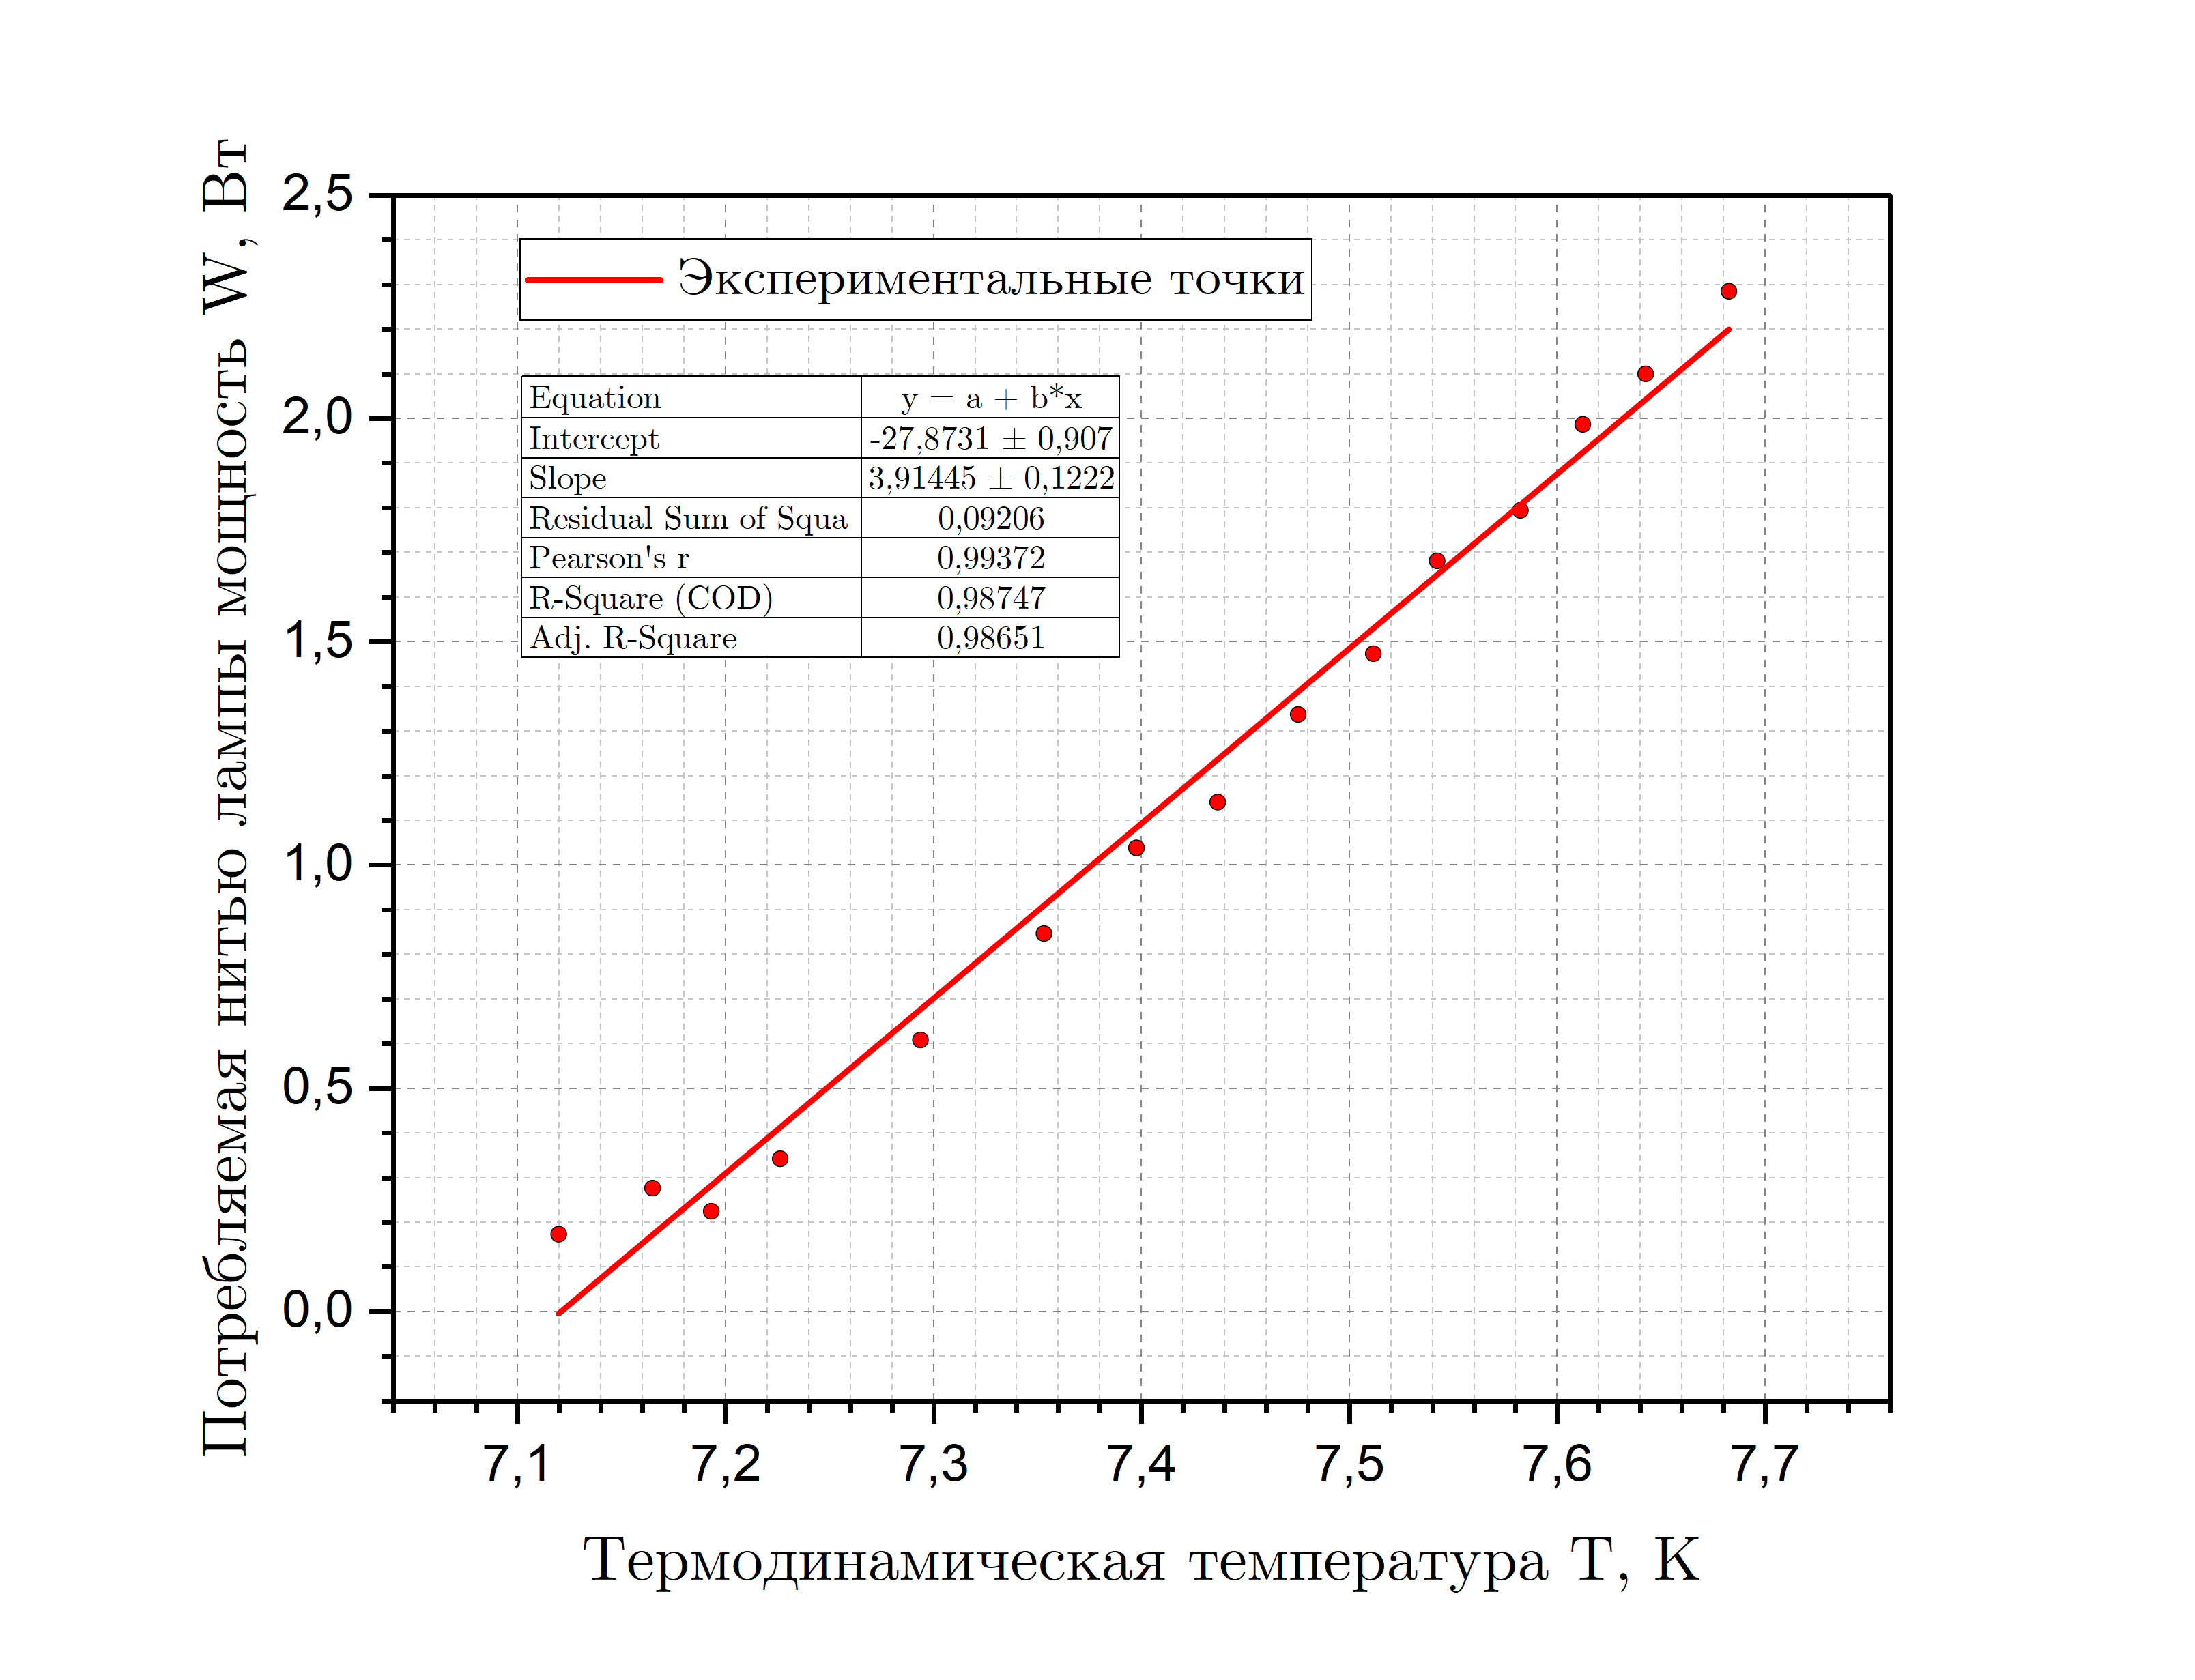 Потребляемая нитью лампы мощность W, Вт
2,5
2,0
1,5
1,0
0,5
0,0
Экспериментальные точки
Equation y = a + b*x
Intercept -27,8731 ± 0,907
Slope 3,91445 ± 0,1222
Residual Sum of Squa 0,09206
Pearson's r 0,99372
R-Square (COD) 0,98747
Adj. R-Square 0,98651
7,1 7,2 7,3 7,4 7,5 7,6 7,7
Термодинамическая температура T, K